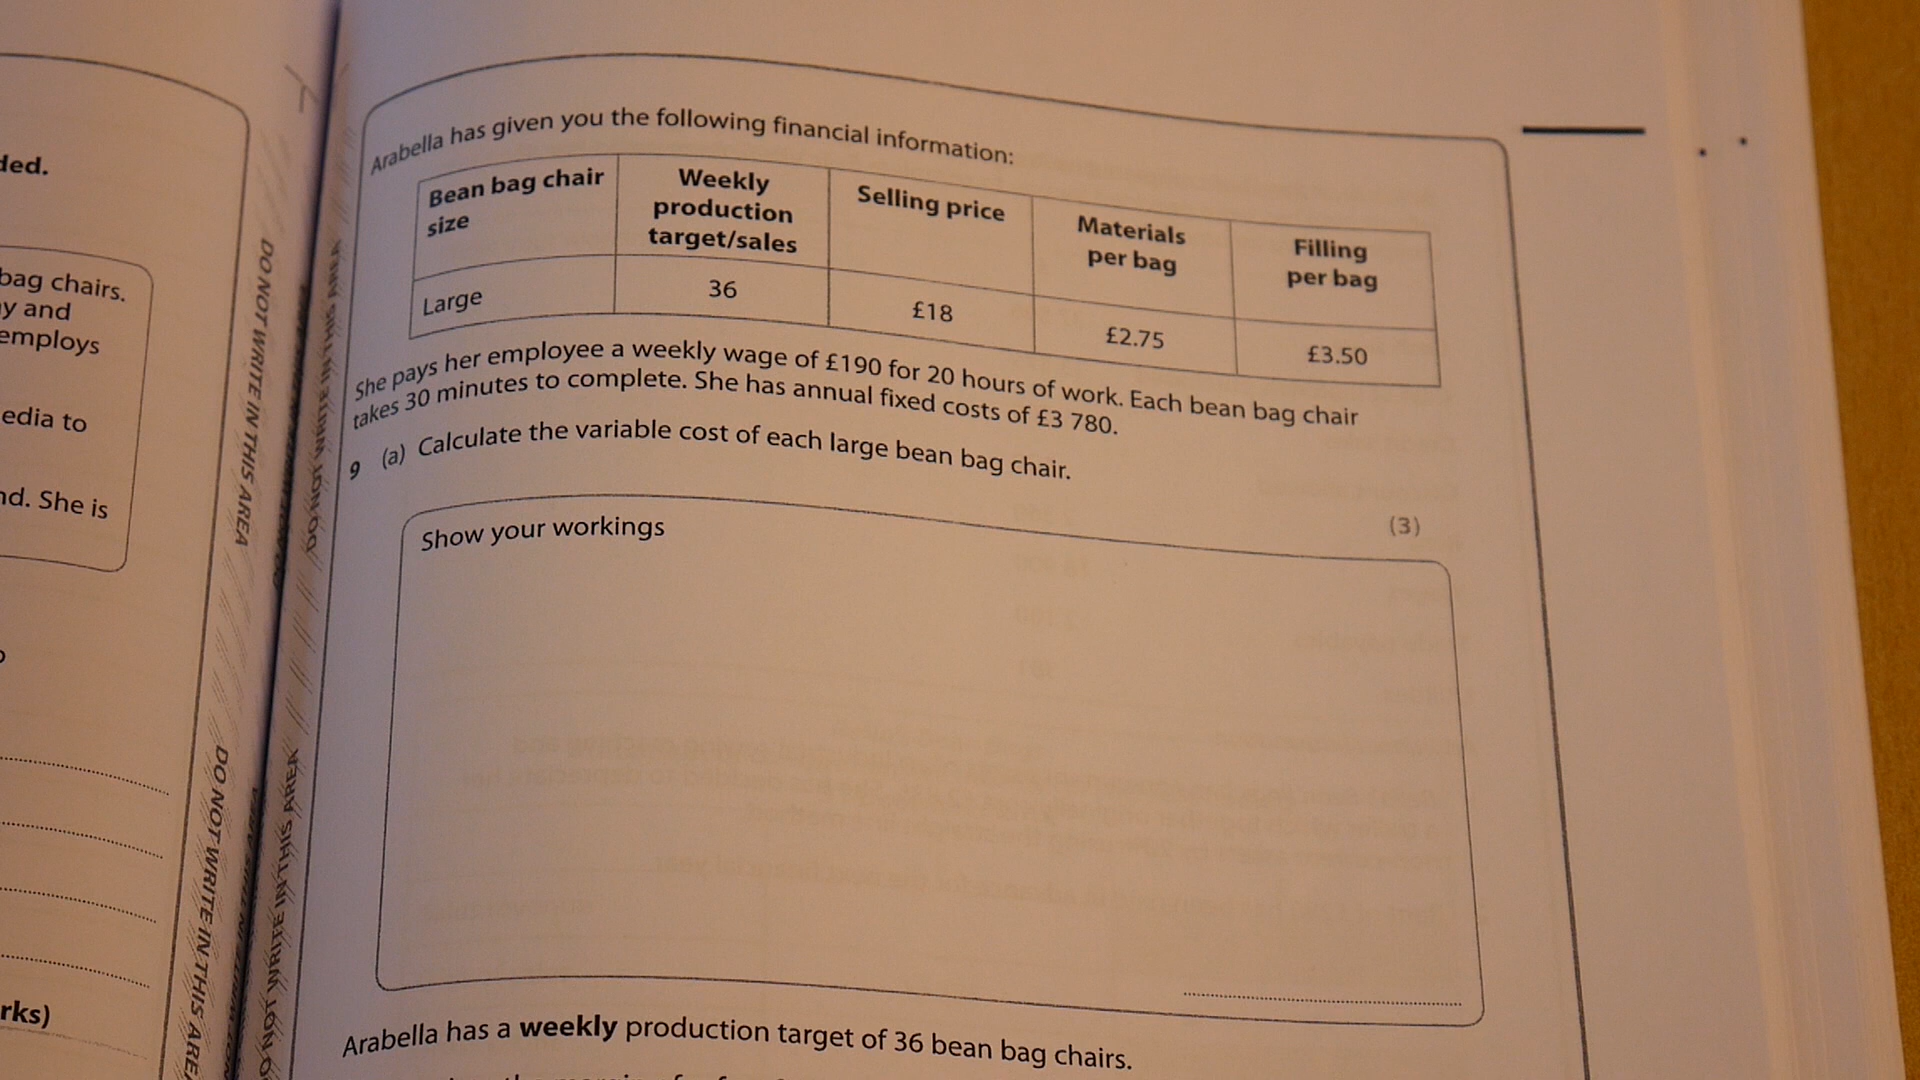 ded.
bag chairs.
y and
employs
edia to
nd. She is
rks)
DO NOT WRITE IN THIS AREA
DO NOT WRITE IN THIS AREA
DO NOT WRITE IN THIS AREA
DO NOT WRITE IN THIS AREA
Arabella has given you the following financial information:
Bean bag chair size
Weekly production target/sales
Selling price
Materials per bag
Filling per bag
Large
36
£18
£2.75
£3.50
She pays her employee a weekly wage of £190 for 20 hours of work. Each bean bag chair
takes 30 minutes to complete. She has annual fixed costs of £3 780.
9 (a) Calculate the variable cost of each large bean bag chair.
(3)
Show your workings
Arabella has a weekly production target of 36 bean bag chairs.